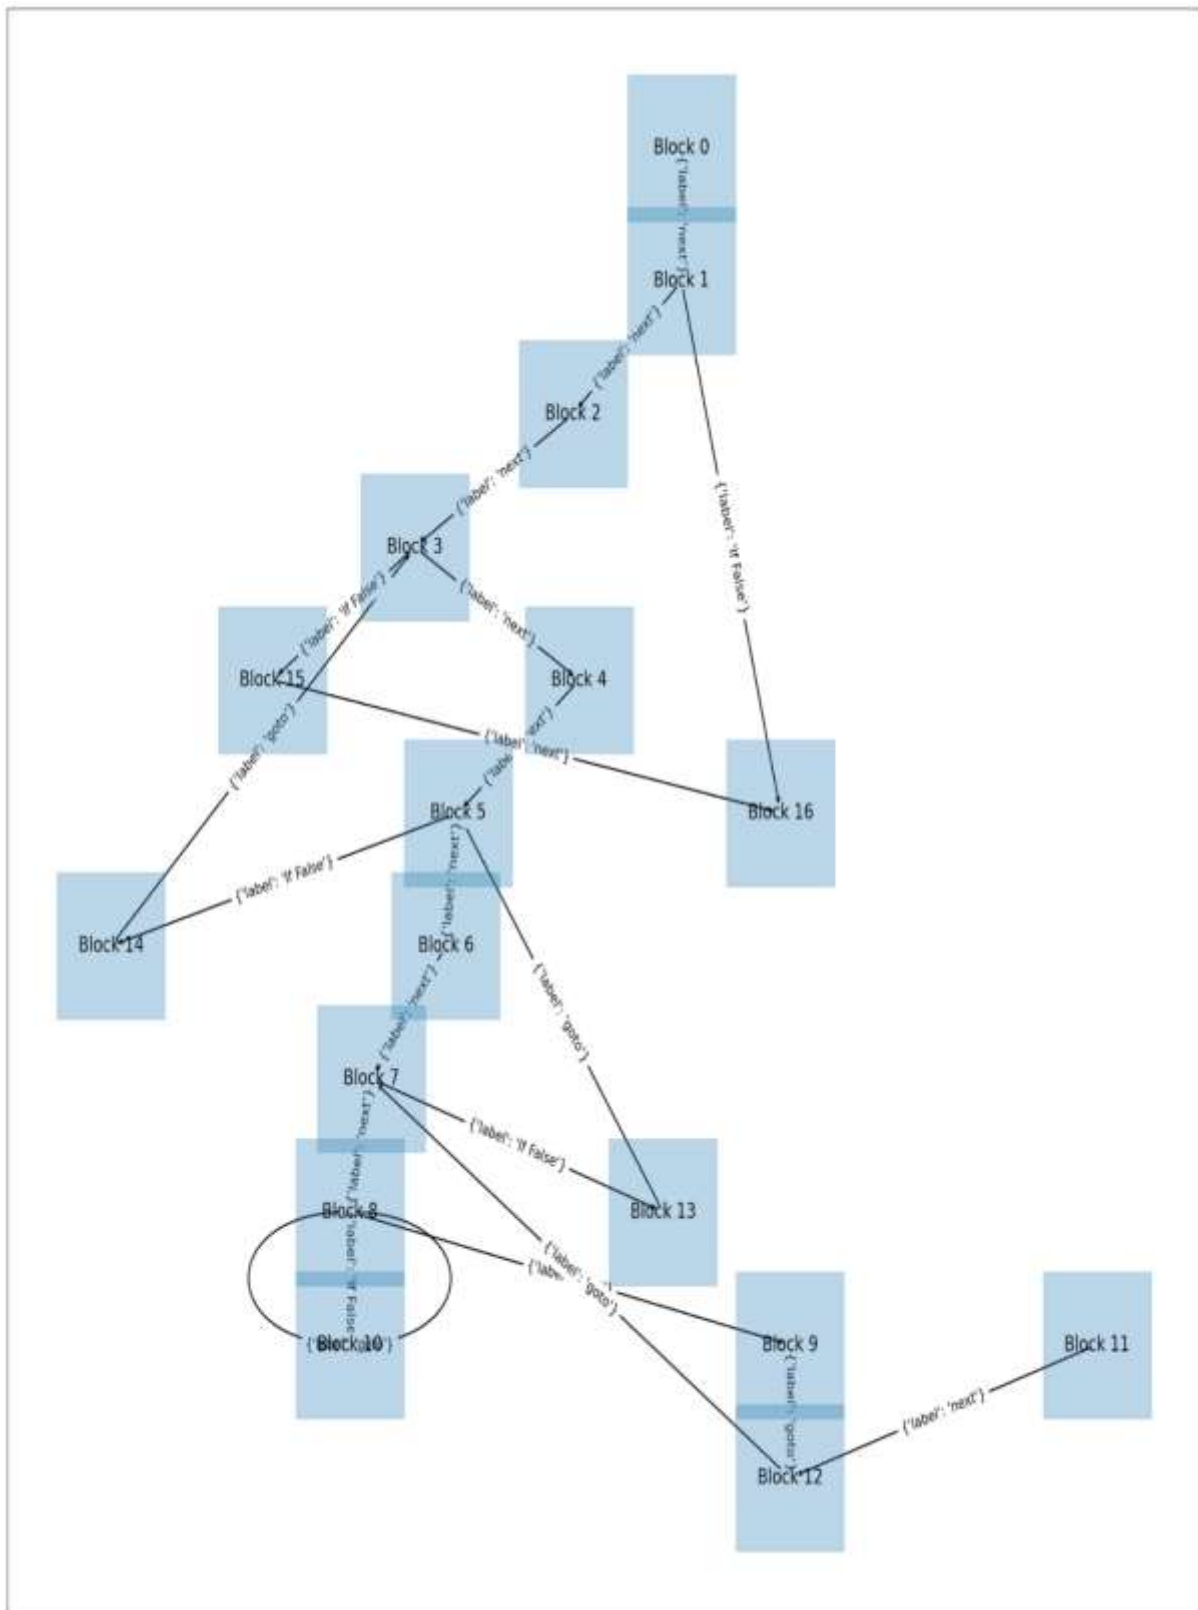 Block 0
{'label': 'next'}
Block 1
{'label': 'next'}
Block 2
{'label': 'next'}
{'label': 'If False'}
Block 3
{'label': 'If False'}
{'label': 'next'}
Block 15
Block 4
{'label': 'goto'}
{'label': 'next'}
Block 5
Block 16
{'label': 'If False'}
{'label': 'next'}
Block 14
Block 6
{'label': 'next'}
{'label': 'goto'}
Block 7
{'label': 'next'}
{'label': 'If False'}
Block 8
Block 13
{'label': 'If False
{'label': 'goto'}
Block 10
Block 9
Block 11
{'label': 'goto'}
{'label': 'next'}
Block 12